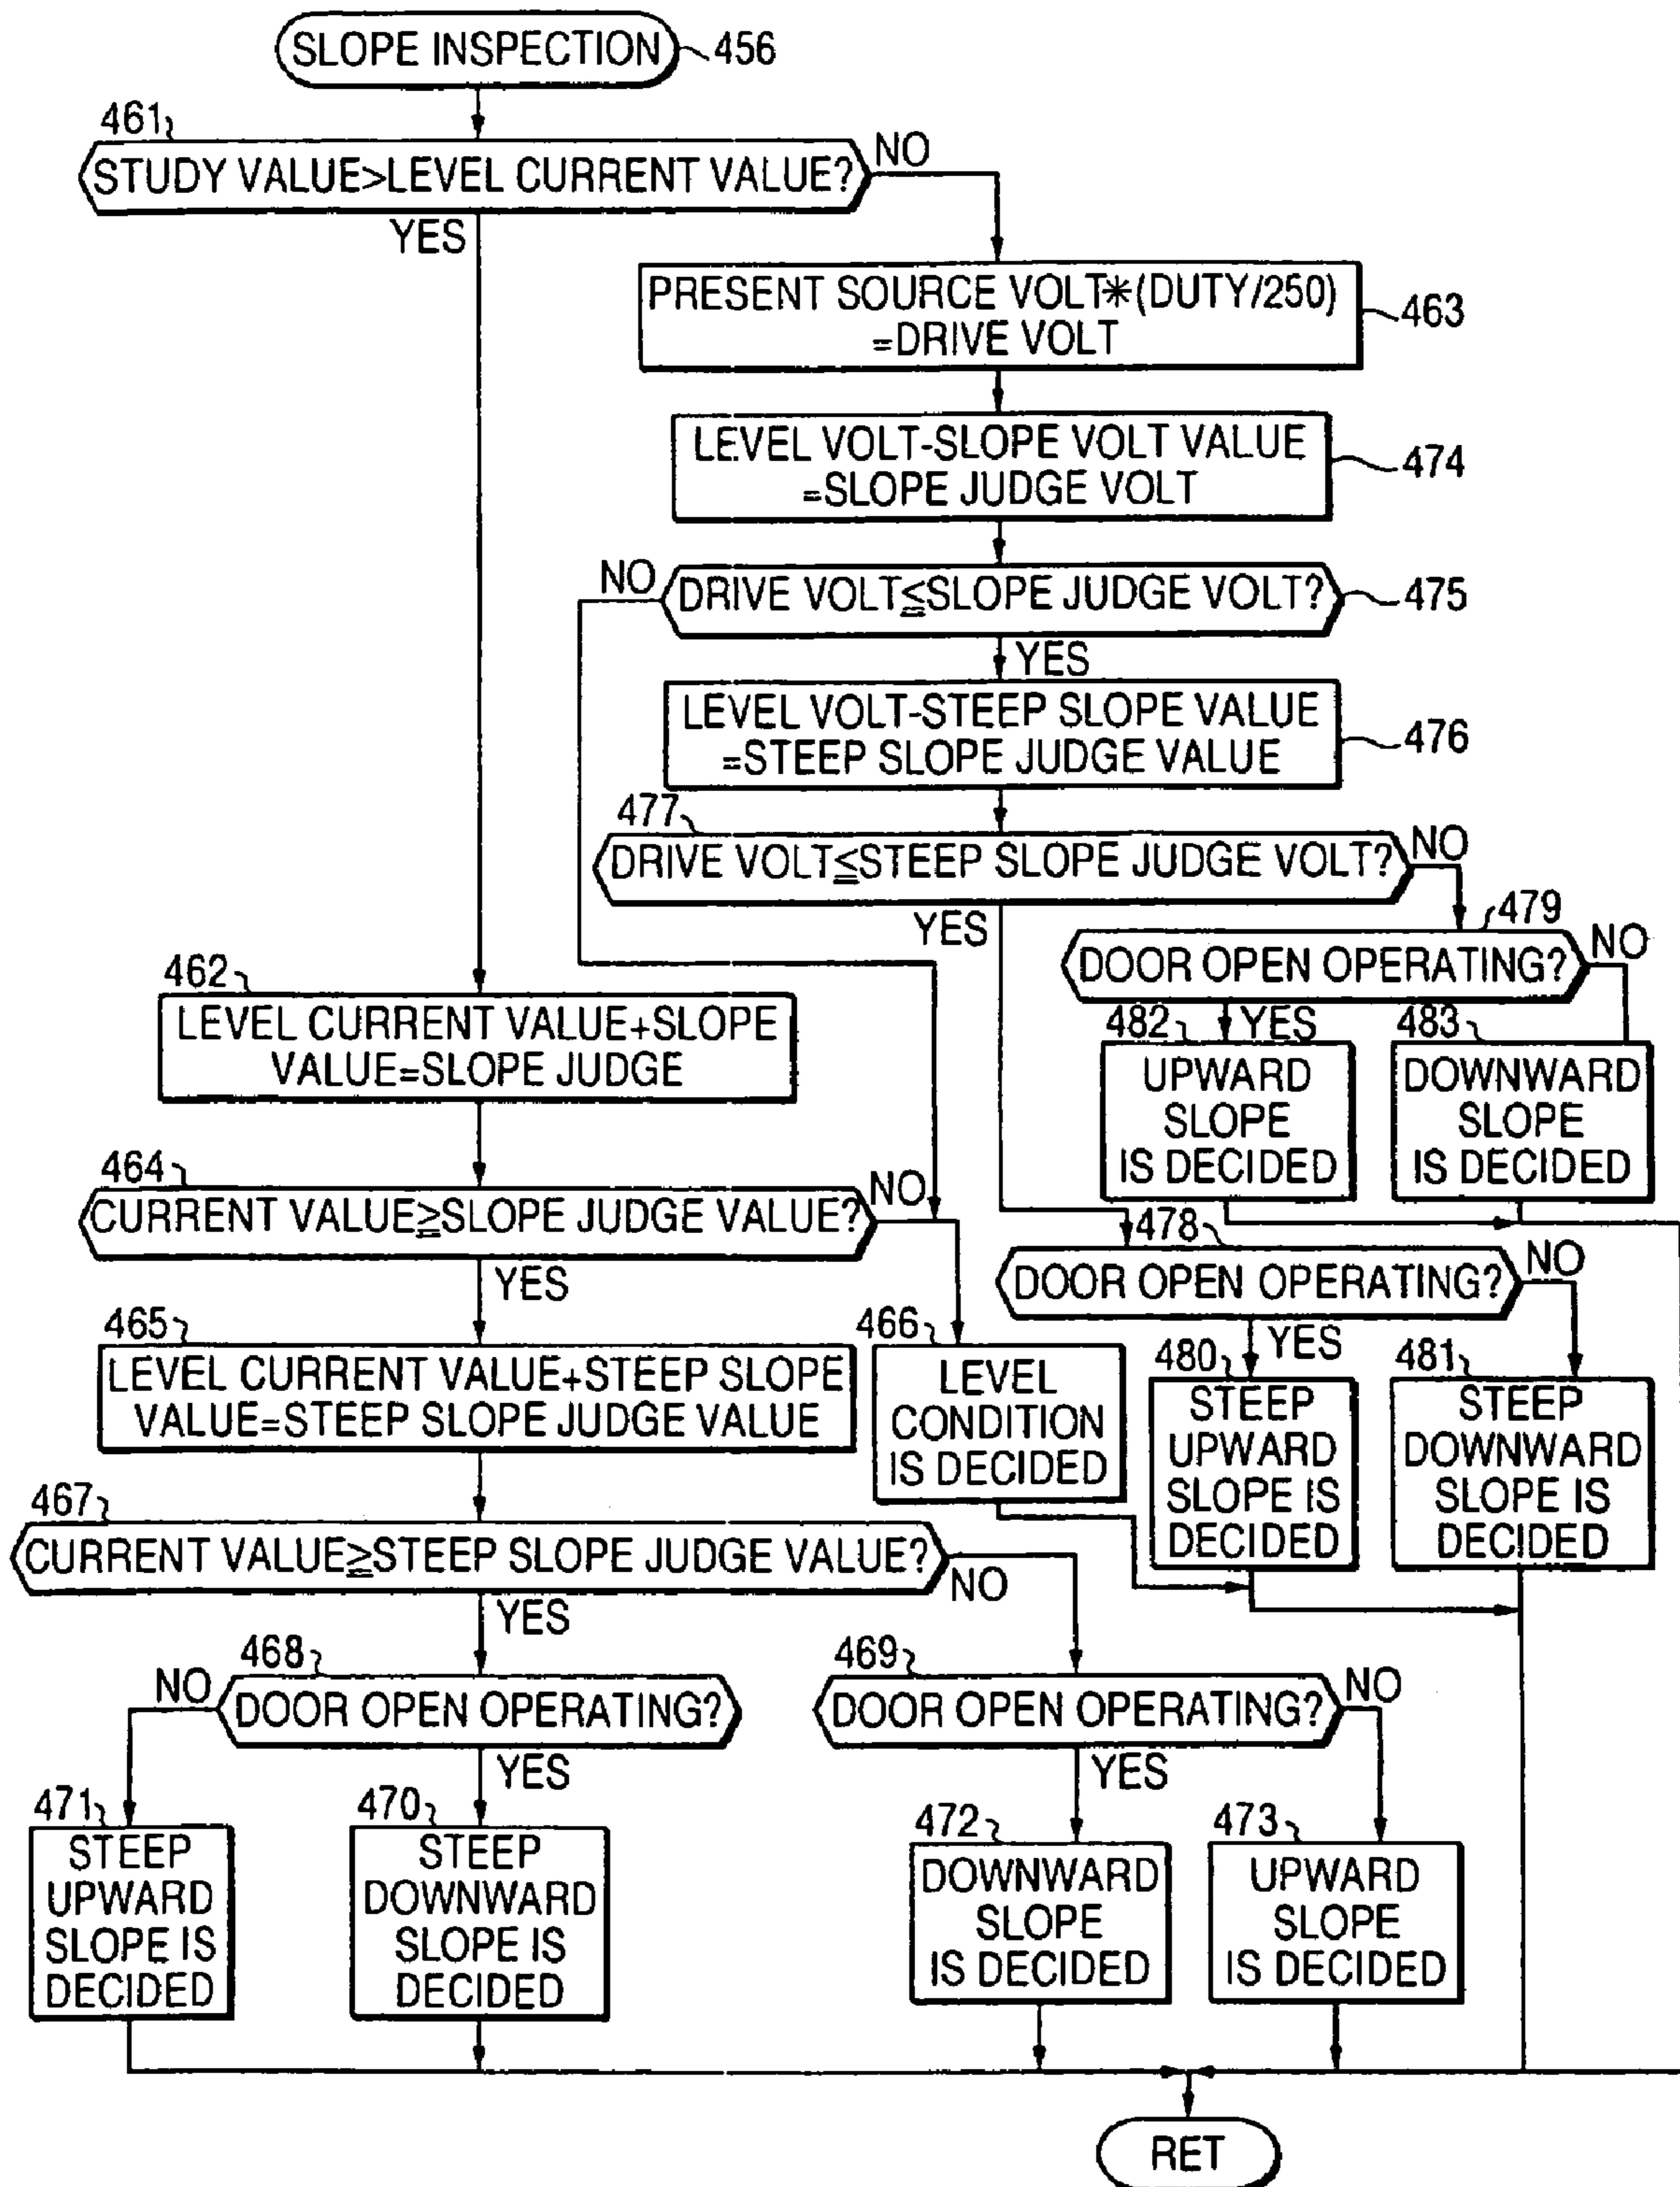 SLOPE INSPECTION
456
461
STUDY VALUE>LEVEL CURRENT VALUE?
NO
YES
PRESENT SOURCE VOLT*(DUTY/250)
=DRIVE VOLT
463
LEVEL VOLT-SLOPE VOLT VALUE
=SLOPE JUDGE VOLT
474
NO
DRIVE VOLT≦SLOPE JUDGE VOLT?
475
YES
LEVEL VOLT-STEEP SLOPE VALUE
=STEEP SLOPE JUDGE VALUE
476
477
DRIVE VOLT≦STEEP SLOPE JUDGE VOLT?
NO
YES
479
DOOR OPEN OPERATING?
NO
482
YES
483
UPWARD
SLOPE
IS DECIDED
DOWNWARD
SLOPE
IS DECIDED
462
LEVEL CURRENT VALUE+SLOPE
VALUE=SLOPE JUDGE
464
CURRENT VALUE≧SLOPE JUDGE VALUE?
NO
YES
478
DOOR OPEN OPERATING?
NO
YES
465
LEVEL CURRENT VALUE+STEEP SLOPE
VALUE=STEEP SLOPE JUDGE VALUE
466
LEVEL
CONDITION
IS DECIDED
480
STEEP
UPWARD
SLOPE IS
DECIDED
481
STEEP
DOWNWARD
SLOPE IS
DECIDED
467
CURRENT VALUE≧STEEP SLOPE JUDGE VALUE?
NO
YES
468
NO
DOOR OPEN OPERATING?
YES
469
DOOR OPEN OPERATING?
NO
YES
471
STEEP
UPWARD
SLOPE IS
DECIDED
470
STEEP
DOWNWARD
SLOPE IS
DECIDED
472
DOWNWARD
SLOPE
IS DECIDED
473
UPWARD
SLOPE
IS DECIDED
RET